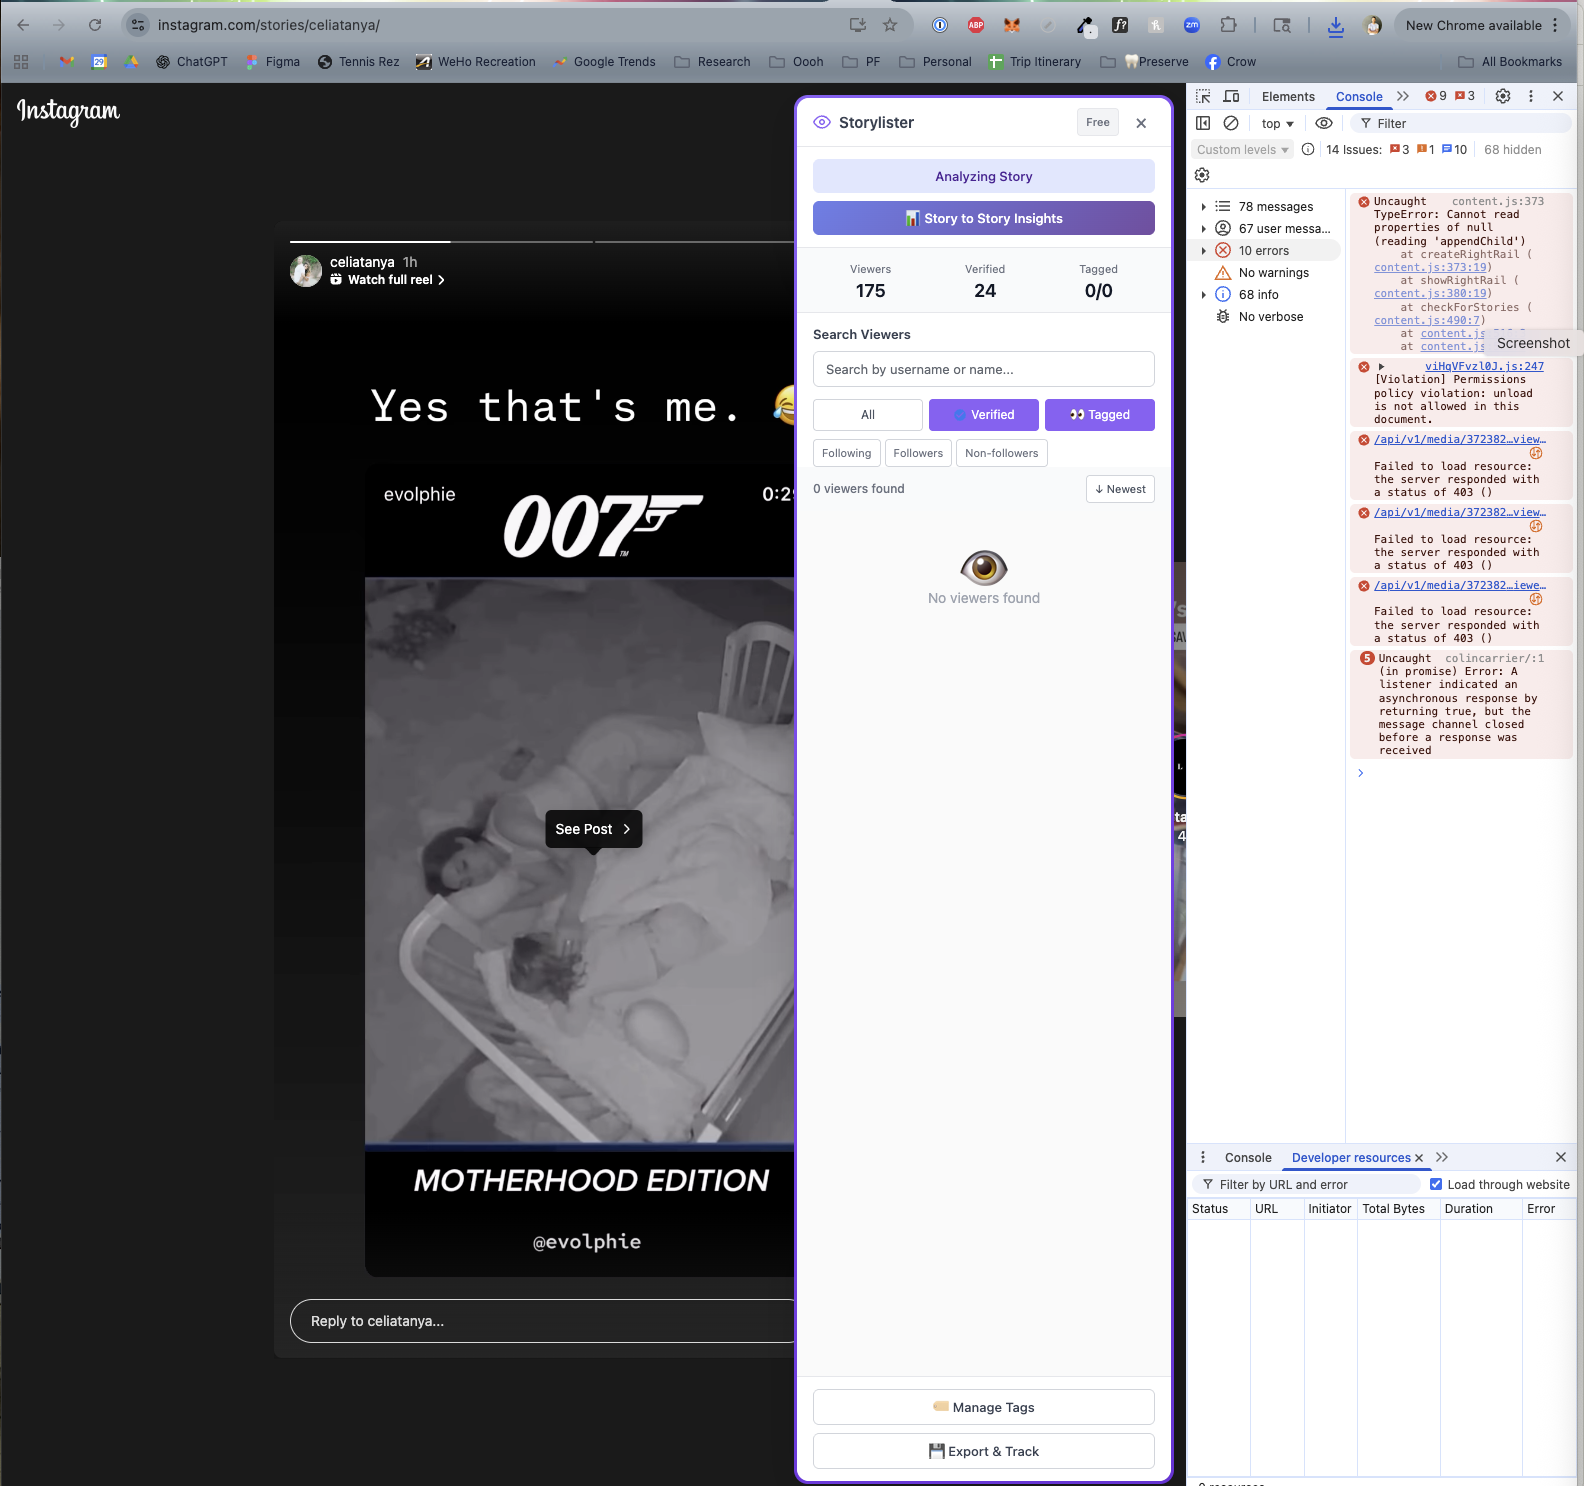 instagram.com/stories/celiatanya/
New Chrome available
ChatGPT
Figma
Tennis Rez
WeHo Recreation
Google Trends
Research
Oooh
PF
Personal
Trip Itinerary
🦷Preserve
Crow
All Bookmarks
Instagram
celiatanya 1h
Watch full reel
Yes that's me. 😂
evolphie
007
TM
See Post
MOTHERHOOD EDITION
@evolphie
Reply to celiatanya...
Storylister
Free
Analyzing Story
📊 Story to Story Insights
Viewers
175
Verified
24
Tagged
0/0
Search Viewers
Search by username or name...
All
Verified
👀 Tagged
Following
Followers
Non-followers
0 viewers found
↓ Newest
No viewers found
🏷️ Manage Tags
💾 Export & Track
Elements
Console
9
3
top
Filter
Custom levels
14 Issues: 3 1 10
68 hidden
78 messages
67 user messa...
10 errors
No warnings
68 info
No verbose
Uncaught content.js:373
TypeError: Cannot read
properties of null
(reading 'appendChild')
at createRightRail (
content.js:373:19)
at showRightRail (
content.js:380:19)
at checkForStories (
content.js:490:7)
at content.js
at content.js
Screenshot
viHqVFvzl0J.js:247
[Violation] Permissions
policy violation: unload
is not allowed in this
document.
/api/v1/media/372382…view…
Failed to load resource:
the server responded with
a status of 403 ()
/api/v1/media/372382…view…
Failed to load resource:
the server responded with
a status of 403 ()
/api/v1/media/372382…iewe…
Failed to load resource:
the server responded with
a status of 403 ()
5
Uncaught colincarrier/:1
(in promise) Error: A
listener indicated an
asynchronous response by
returning true, but the
message channel closed
before a response was
received
Console
Developer resources
Filter by URL and error
Load through website
Status
URL
Initiator
Total Bytes
Duration
Error